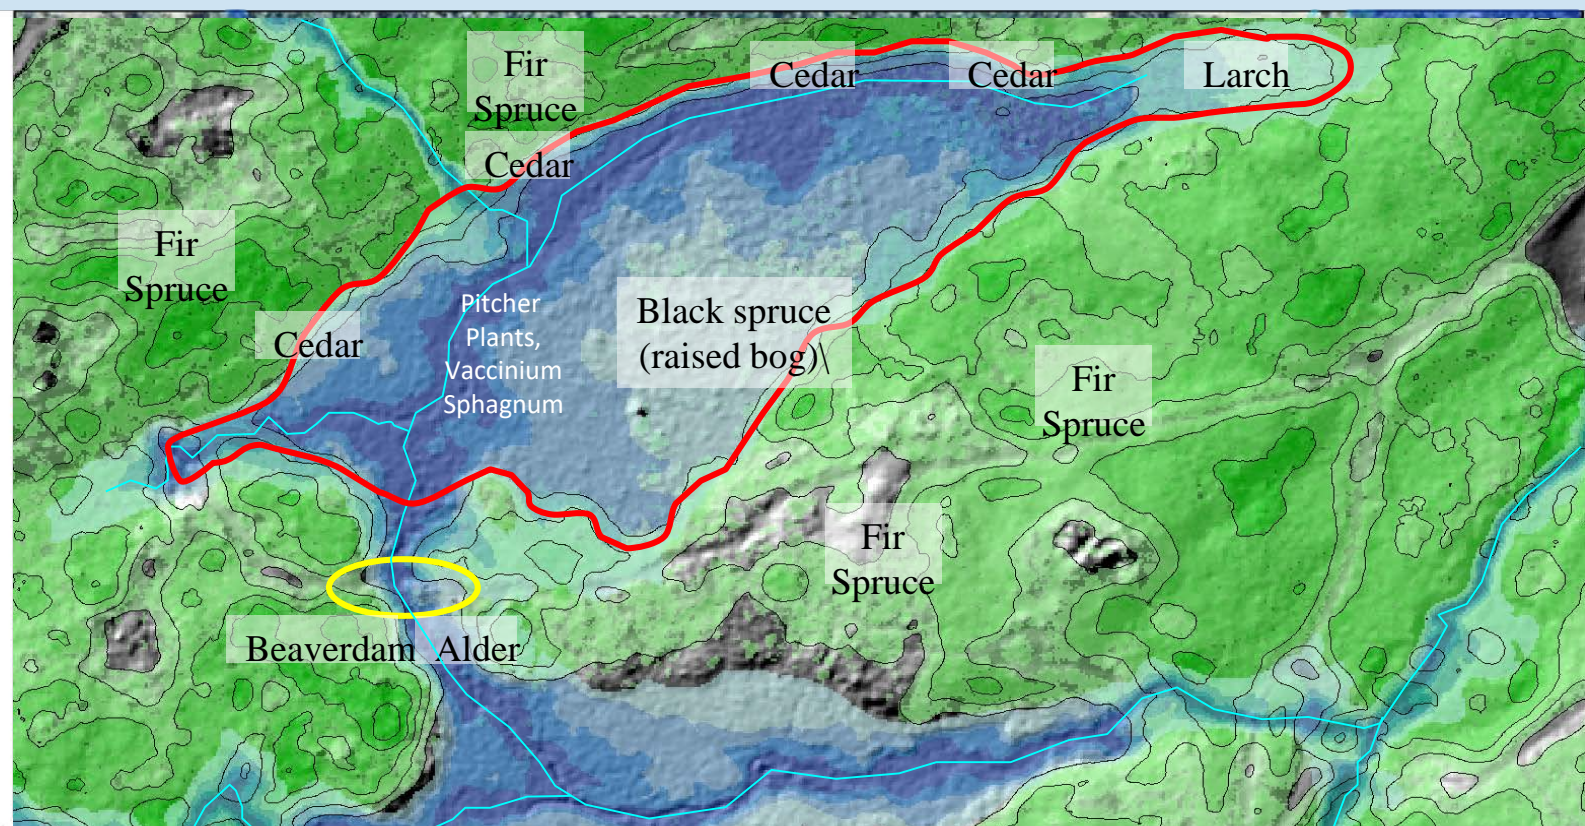 Fir
Spruce
Cedar
Cedar
Larch
Cedar
Fir
Spruce
Cedar
Pitcher
Plants,
Vaccinium
Sphagnum
Black spruce
(raised bog)\
Fir
Spruce
Fir
Spruce
Beaverdam
Alder